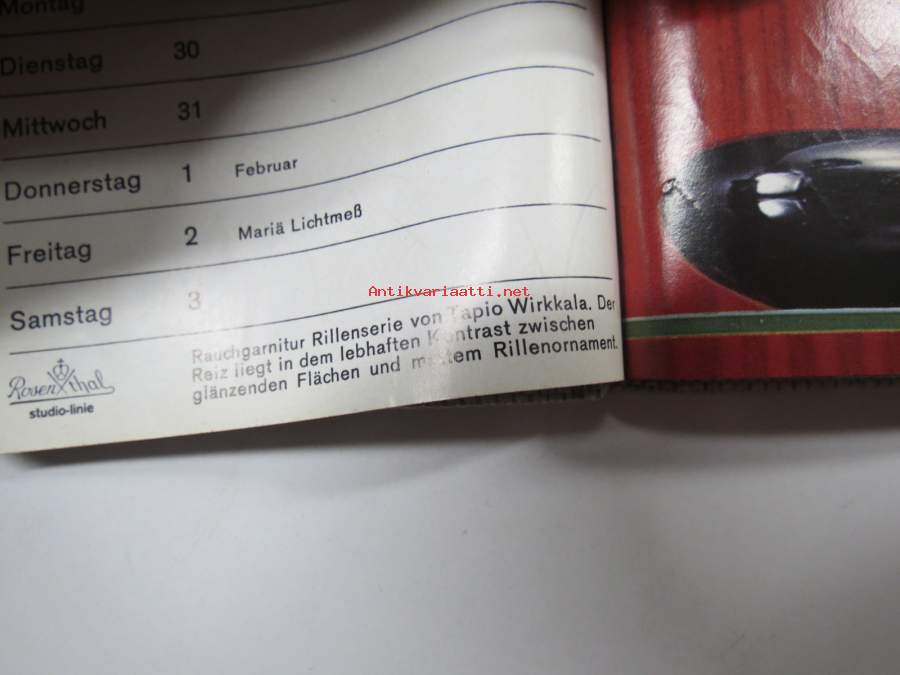 Montag
Dienstag 30
Mittwoch 31
Donnerstag 1 Februar
Freitag 2 Mariä Lichtmeß
Samstag 3
Antikvariaatti.net
Rauchgarnitur Rillenserie von Tapio Wirkkala. Der
Reiz liegt in dem lebhaften Kontrast zwischen
glänzenden Flächen und mattem Rillenornament.
Rosenthal
studio-linie